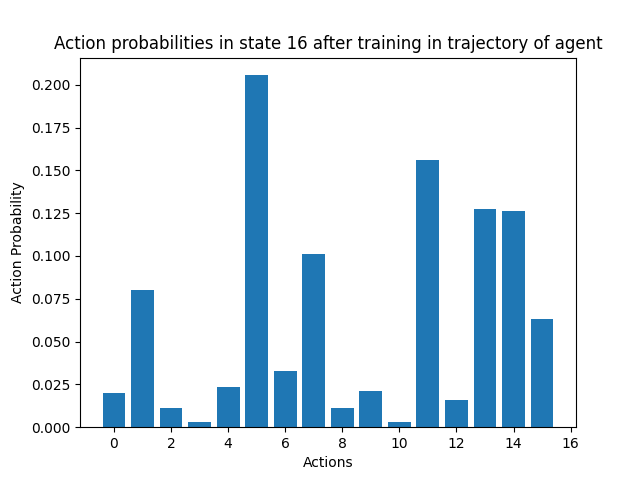 Action probabilities in state 16 after training in trajectory of agent
0.200
0.175
0.150
0.125
0.100
0.075
0.050
0.025
0.000
Action Probability
0 2 4 6 8 10 12 14 16
Actions